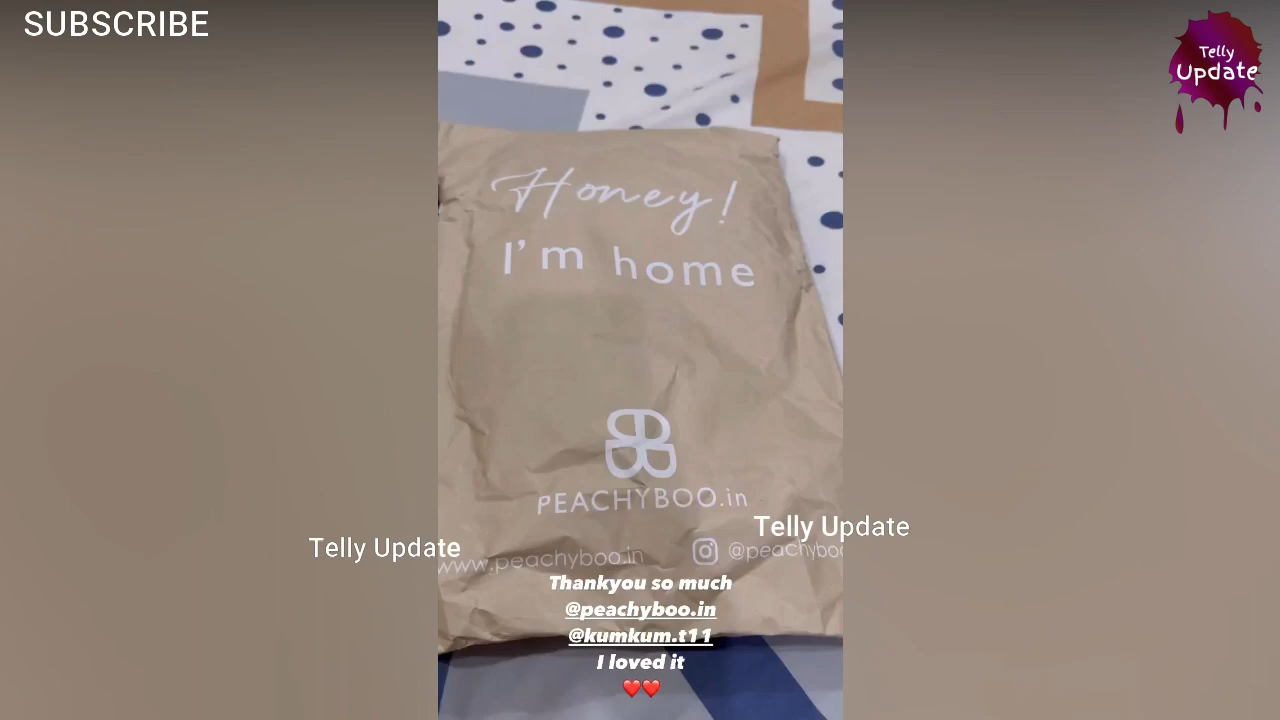 SUBSCRIBE
Telly
Update
Honey!
I'm home
PEACHYBOO.in
Telly Update
Telly Update
www.peachyboo.in
@peachyboo
Thankyou so much
@peachyboo.in
@kumkum.t11
I loved it